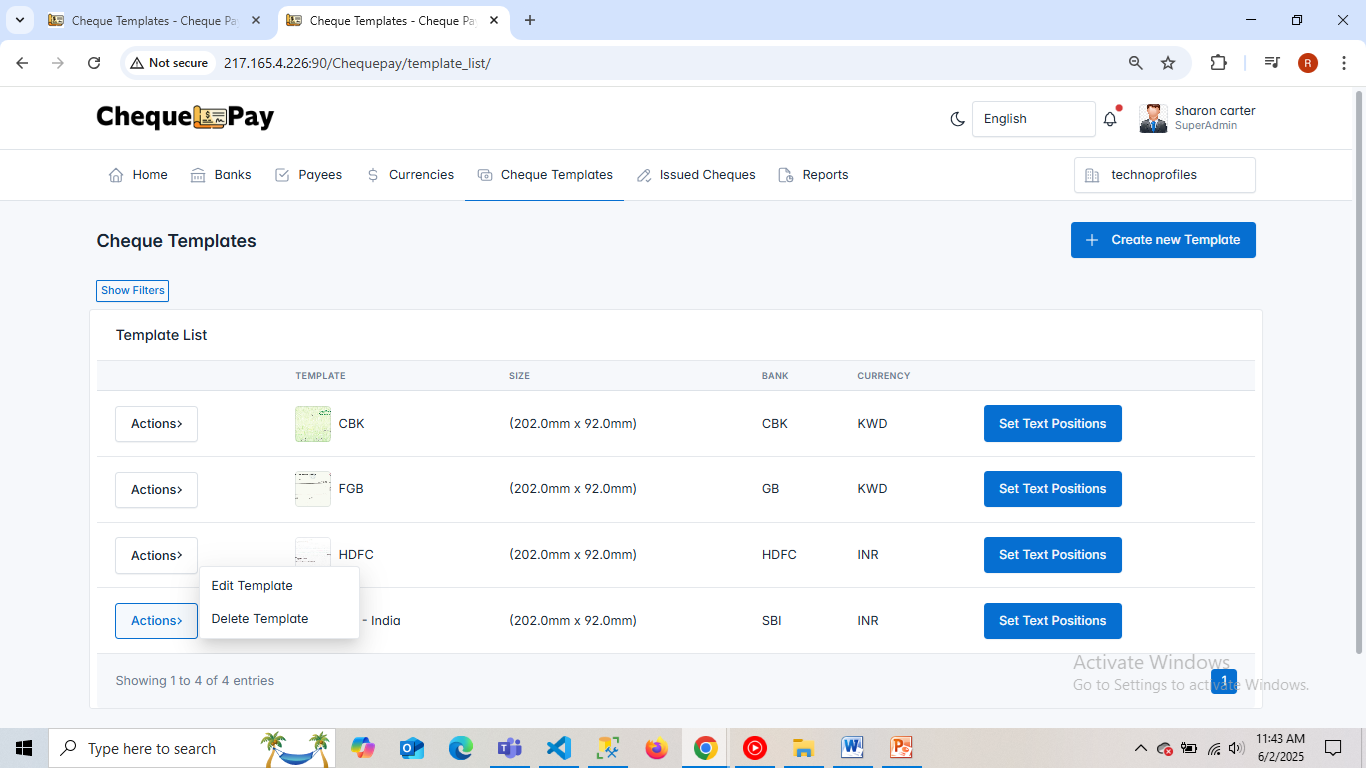 Cheque Templates - Cheque Pa
Cheque Templates - Cheque Pa
Not secure
217.165.4.226:90/Chequepay/template_list/
R
Cheque Pay
English
sharon carter
SuperAdmin
Home
Banks
Payees
Currencies
Cheque Templates
Issued Cheques
Reports
technoprofiles
Cheque Templates
+ Create new Template
Show Filters
Template List
TEMPLATE SIZE BANK CURRENCY
Actions› CBK (202.0mm x 92.0mm) CBK KWD Set Text Positions
Actions› FGB (202.0mm x 92.0mm) GB KWD Set Text Positions
Actions› HDFC (202.0mm x 92.0mm) HDFC INR Set Text Positions
Edit Template
Delete Template
Actions› - India (202.0mm x 92.0mm) SBI INR Set Text Positions
Showing 1 to 4 of 4 entries
1
Activate Windows
Go to Settings to activate Windows.
Type here to search
11:43 AM
6/2/2025